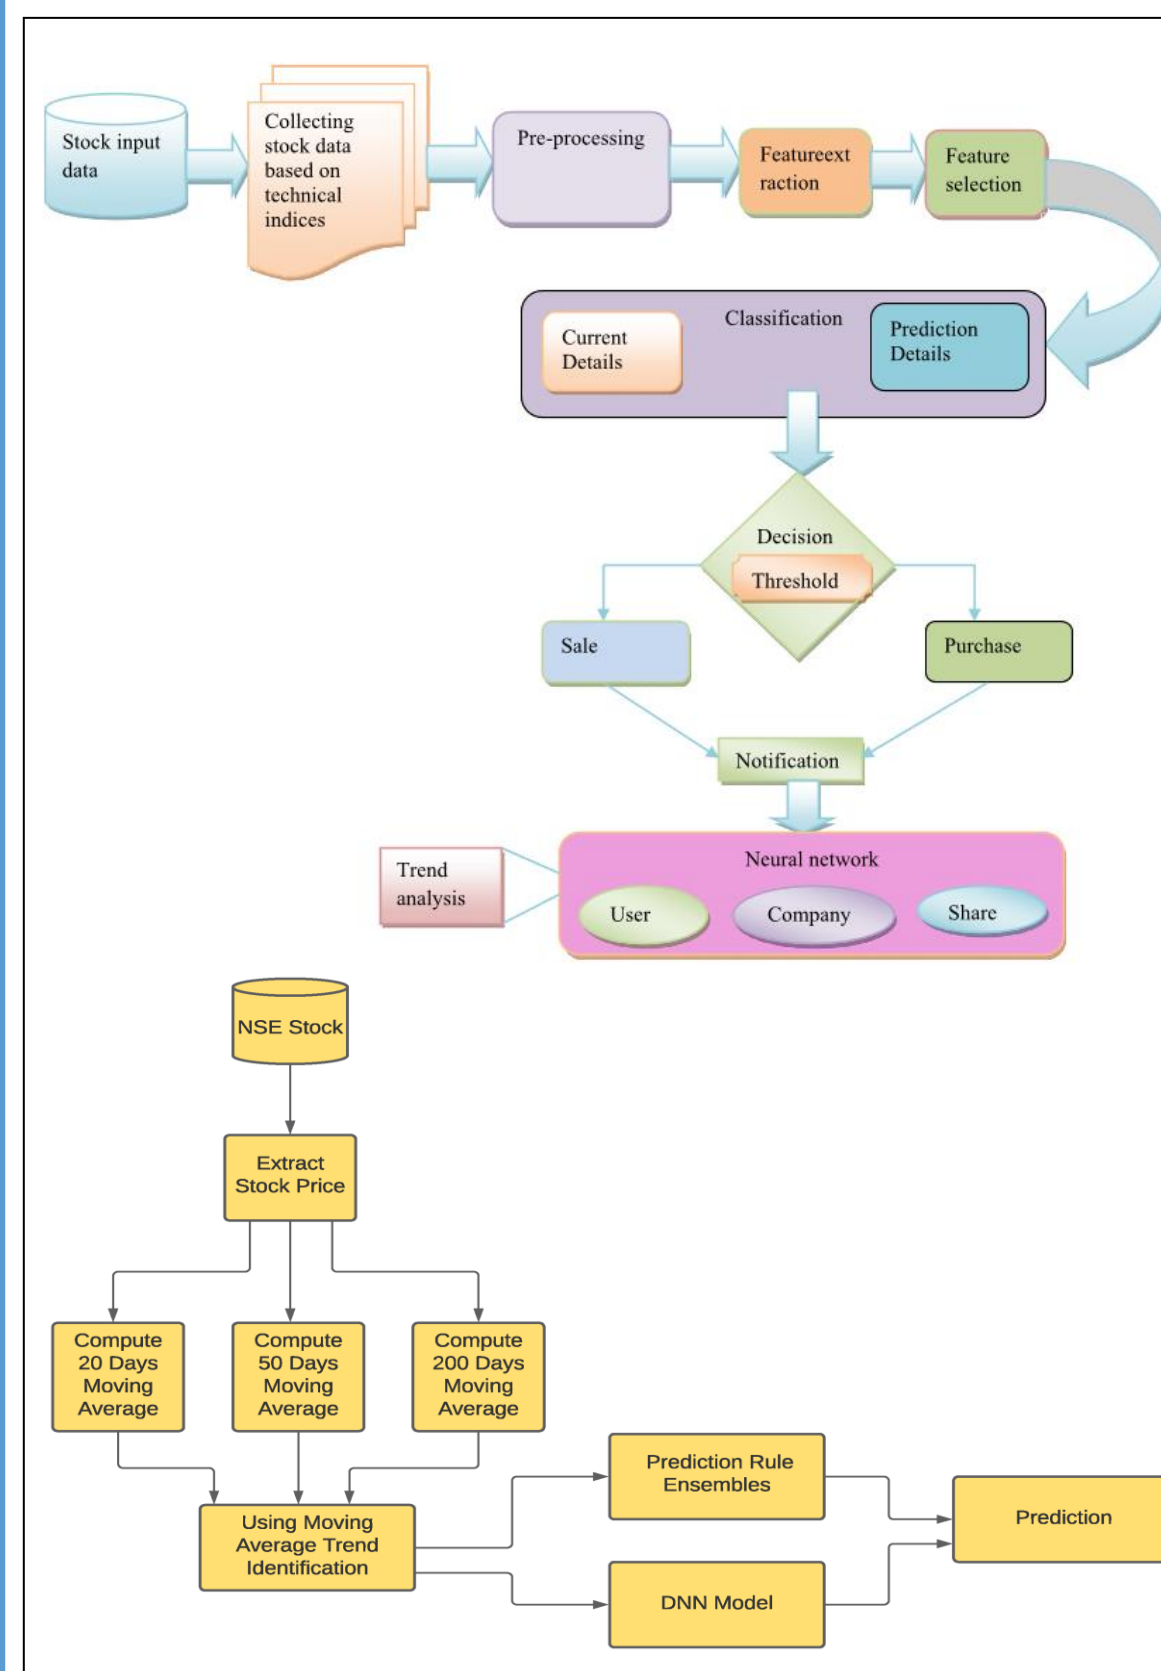 Stock input
data
Collecting
stock data
based on
technical
indices
Pre-processing
Featureext
raction
Feature
selection
Classification
Current
Details
Prediction
Details
Decision
Threshold
Sale
Purchase
Notification
Neural network
Trend
analysis
User
Company
Share
NSE Stock
Extract
Stock Price
Compute
20 Days
Moving
Average
Compute
50 Days
Moving
Average
Compute
200 Days
Moving
Average
Using Moving
Average Trend
Identification
Prediction Rule
Ensembles
DNN Model
Prediction